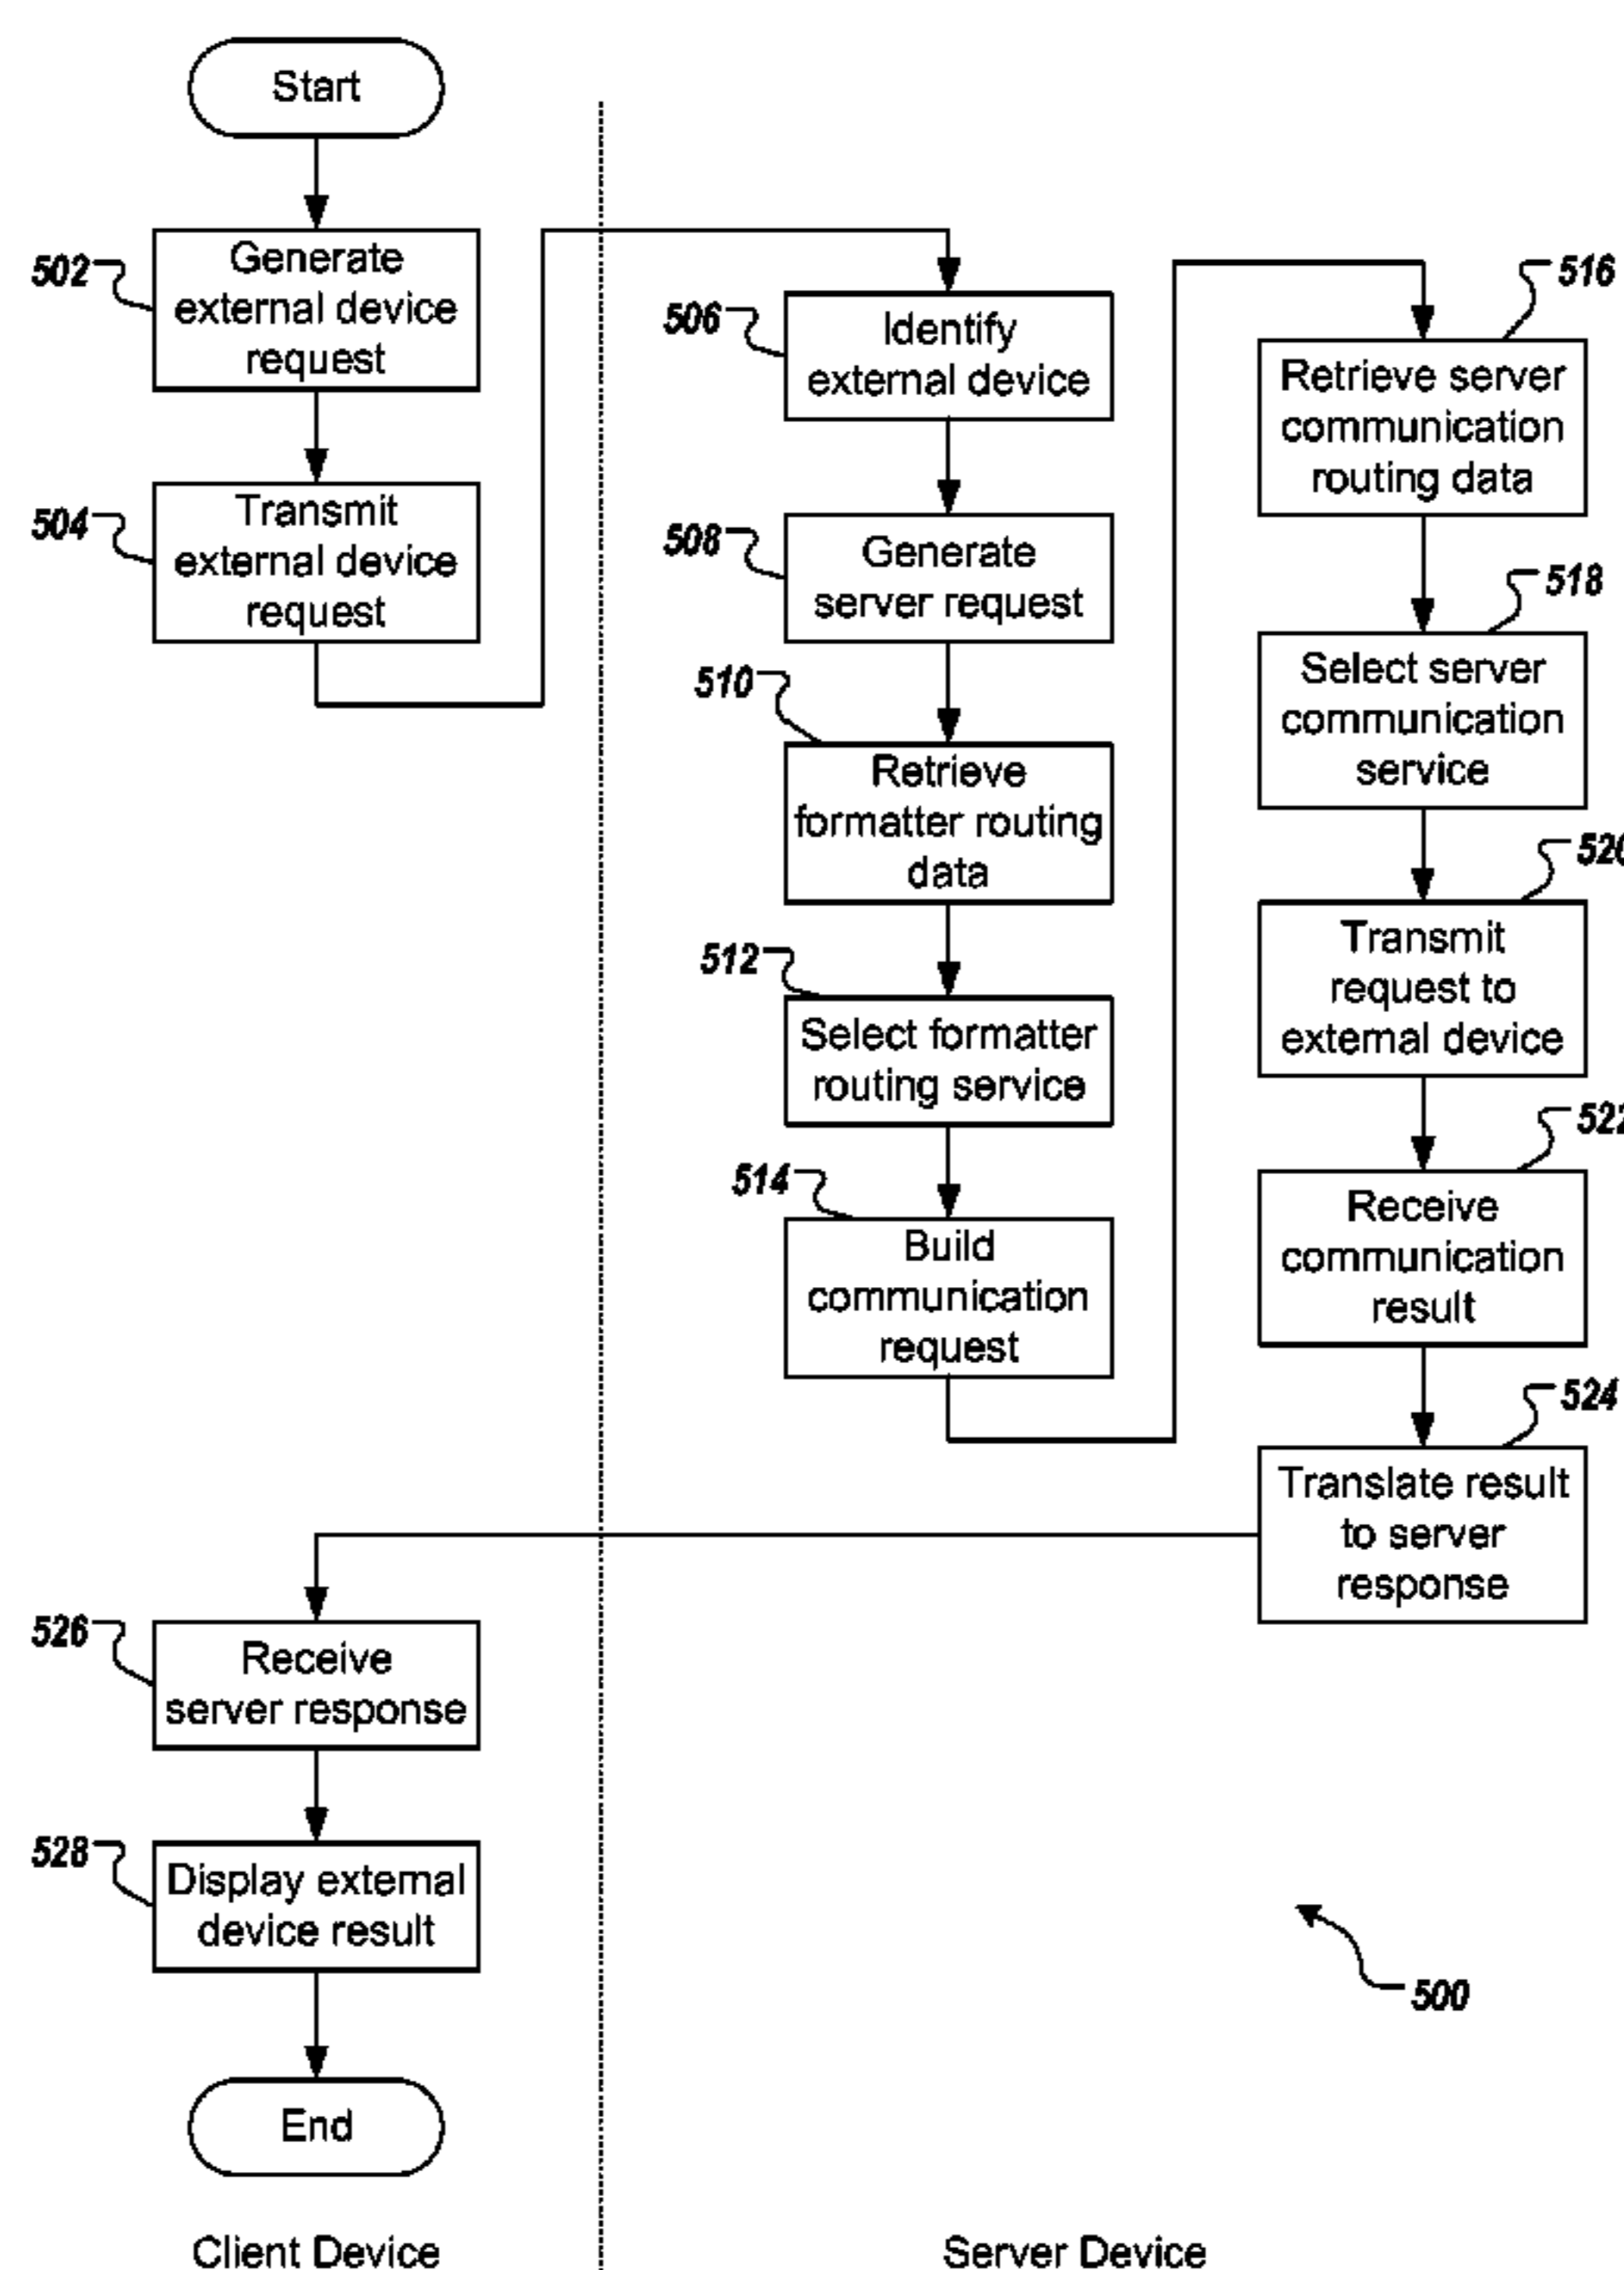 Start
502
Generate
external device
request
504
Transmit
external device
request
506
Identify
external device
508
Generate
server request
510
Retrieve
formatter routing
data
512
Select formatter
routing service
514
Build
communication
request
516
Retrieve server
communication
routing data
518
Select server
communication
service
520
Transmit
request to
external device
522
Receive
communication
result
524
Translate result
to server
response
526
Receive
server response
528
Display external
device result
End
500
Client Device
Server Device